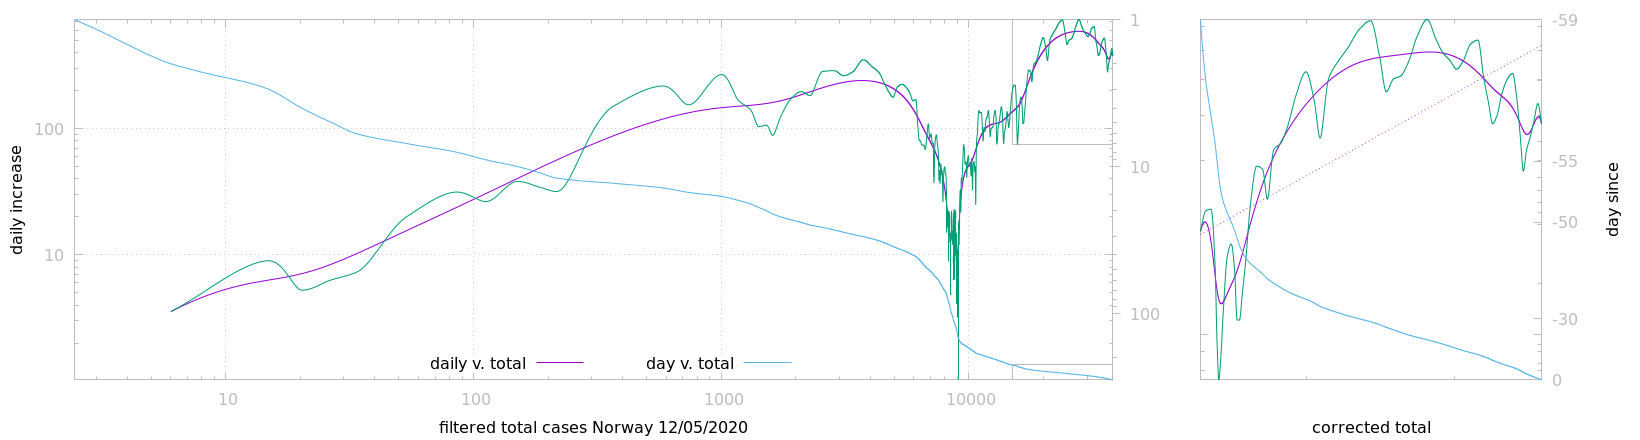 daily increase
100
10
10
100
1000
10000
1
10
100
daily v. total
day v. total
filtered total cases Norway 12/05/2020
-59
-55
-50
-30
0
day since
corrected total